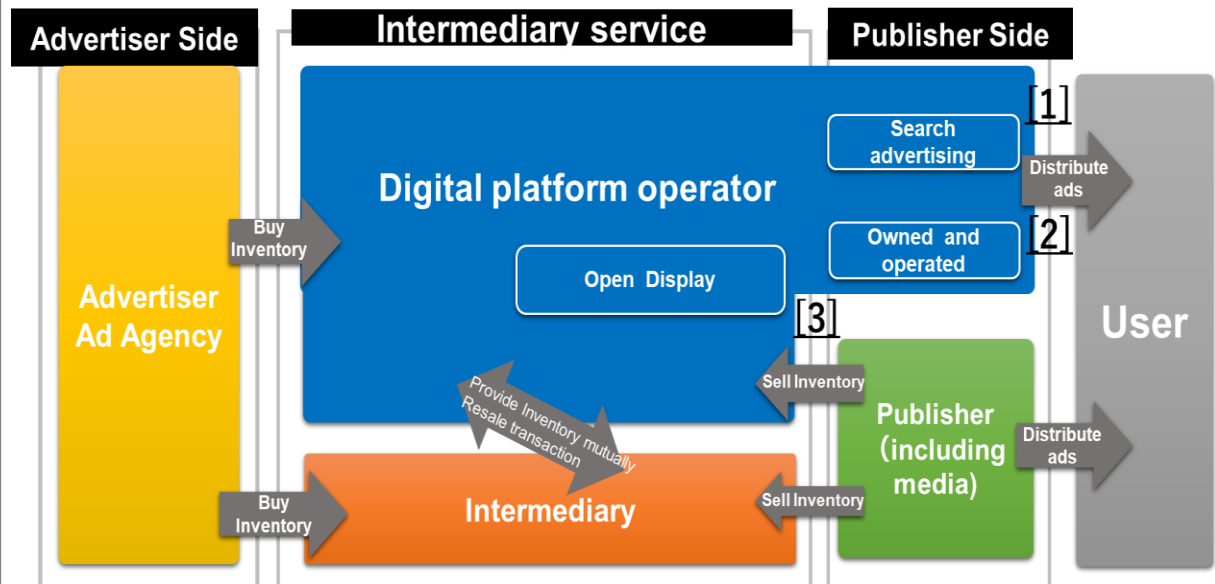 Advertiser Side
Intermediary service
Publisher Side
[1]
Search
advertising
Distribute
ads
Digital platform operator
Buy
Inventory
[2]
Owned and
operated
Open Display
Advertiser
Ad Agency
[3]
User
Sell Inventory
Provide Inventory mutually
Resale transaction
Publisher
(including
media)
Distribute
ads
Buy
Inventory
Intermediary
Sell Inventory